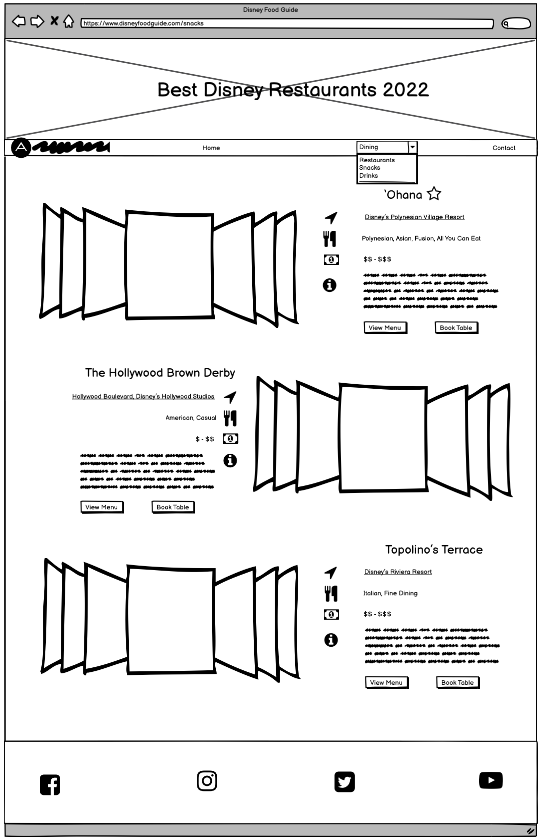 Disney Food Guide
https://www.disneyfoodguide.com/snacks
Best Disney Restaurants 2022
Home
Dining
Contact
Restaurants
Snacks
Drinks
'Ohana
Disney's Polynesian Village Resort
Polynesian, Asian, Fusion, All You Can Eat
$$ - $$$
View Menu
Book Table
The Hollywood Brown Derby
Hollywood Boulevard, Disney's Hollywood Studios
American, Casual
$ - $$
View Menu
Book Table
Topolino's Terrace
Disney's Riviera Resort
Italian, Fine Dining
$$ - $$$
View Menu
Book Table